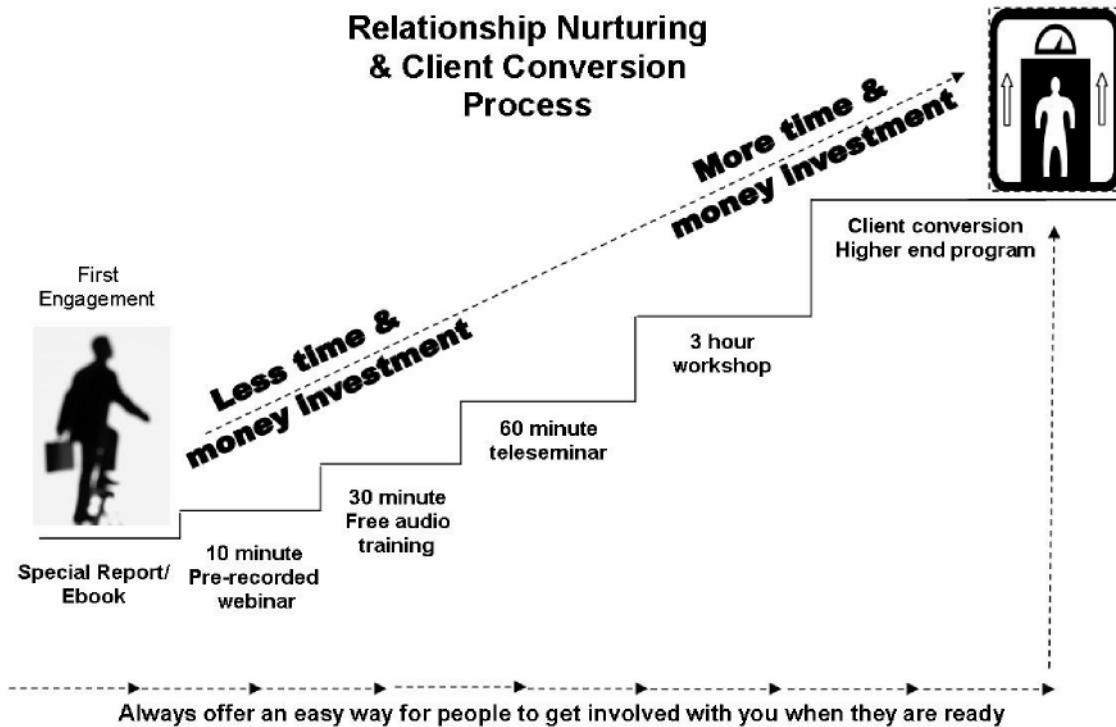 Relationship Nurturing
& Client Conversion
Process
More time &
money investment
Client conversion
Higher end program
First
Engagement
Less time &
money investment
3 hour
workshop
60 minute
teleseminar
30 minute
Free audio
training
10 minute
Pre-recorded
webinar
Special Report/
Ebook
Always offer an easy way for people to get involved with you when they are ready